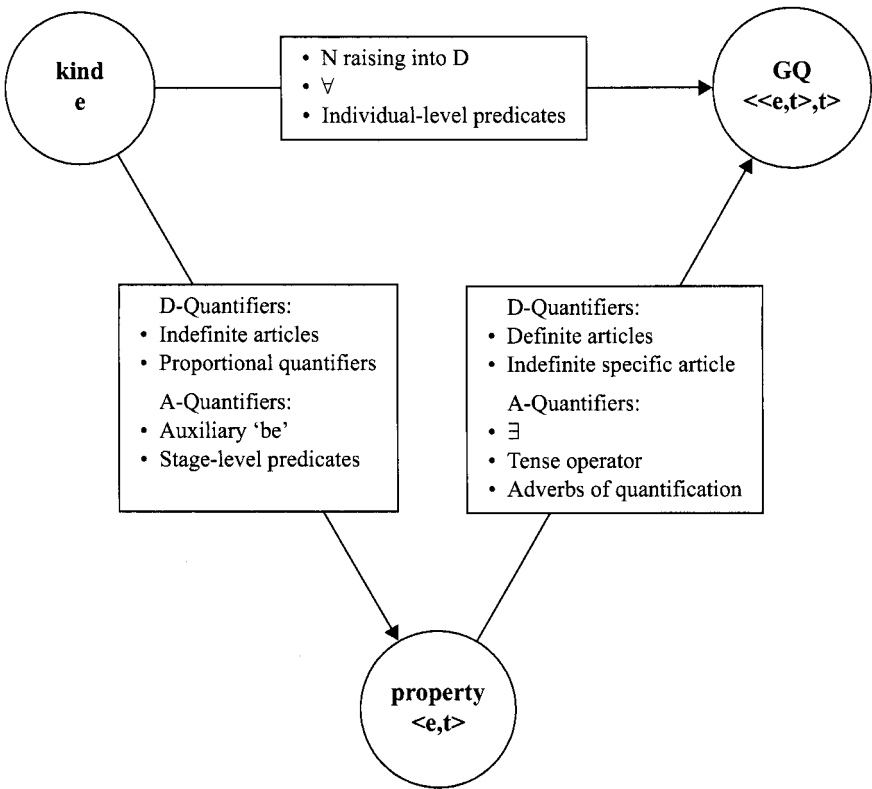 kind
e
• N raising into D
• ∀
• Individual-level predicates
GQ
<<e,t>,t>
D-Quantifiers:
• Indefinite articles
• Proportional quantifiers
A-Quantifiers:
• Auxiliary ‘be’
• Stage-level predicates
D-Quantifiers:
• Definite articles
• Indefinite specific article
A-Quantifiers:
• ∃
• Tense operator
• Adverbs of quantification
property
<e,t>